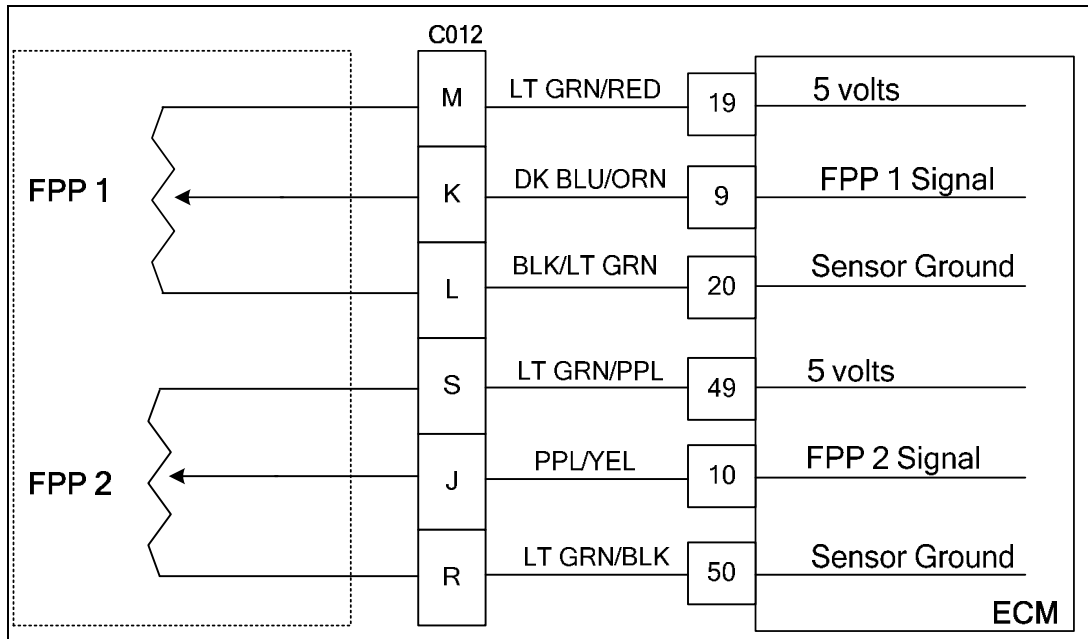 C012
M LT GRN/RED 19 5 volts
FPP 1 K DK BLU/ORN 9 FPP 1 Signal
L BLK/LT GRN 20 Sensor Ground
S LT GRN/PPL 49 5 volts
FPP 2 J PPL/YEL 10 FPP 2 Signal
R LT GRN/BLK 50 Sensor Ground
ECM